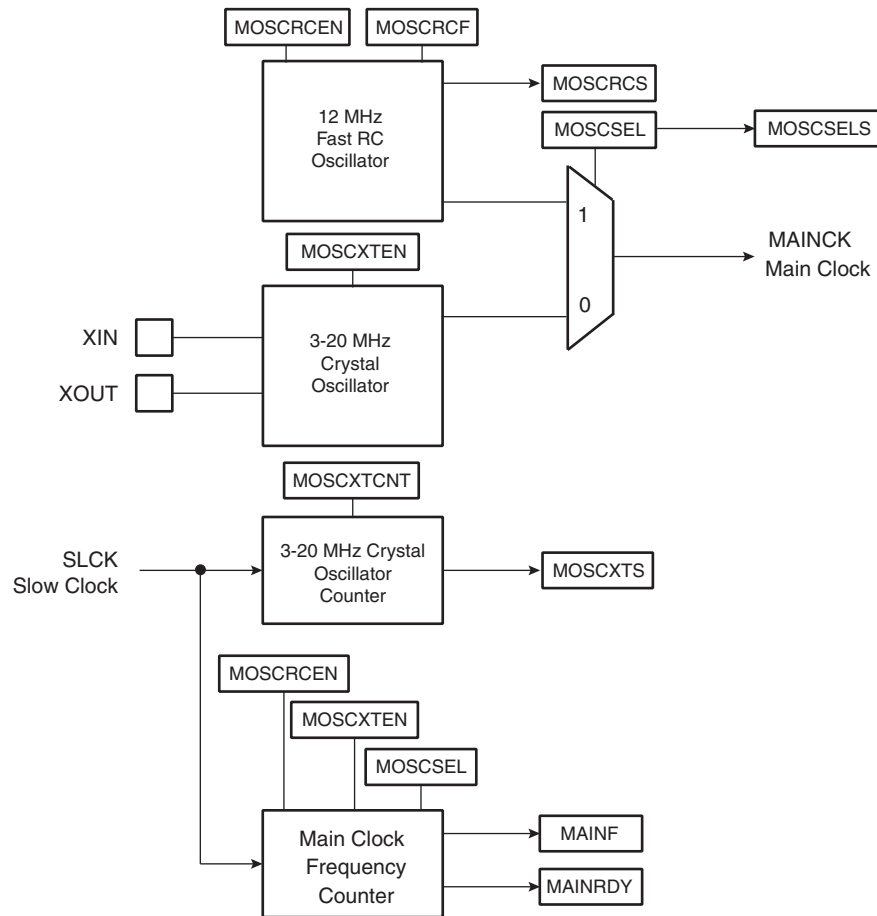 MOSCRCEN
MOSCRCF
12 MHz
Fast RC
Oscillator
MOSCRCS
MOSCSEL
MOSCSELS
1
0
MAINCK
Main Clock
MOSCXTEN
XIN
XOUT
3-20 MHz
Crystal
Oscillator
MOSCXTCNT
SLCK
Slow Clock
3-20 MHz Crystal
Oscillator
Counter
MOSCXTS
MOSCRCEN
MOSCXTEN
MOSCSEL
Main Clock
Frequency
Counter
MAINF
MAINRDY